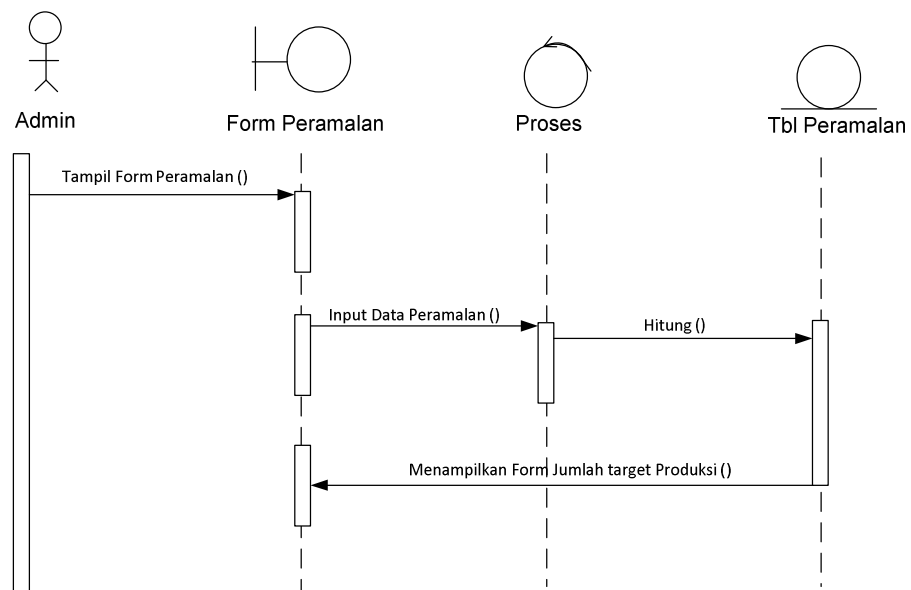 Admin
Form Peramalan
Proses
Tbl Peramalan
Tampil Form Peramalan ()
Input Data Peramalan ()
Hitung ()
Menampilkan Form Jumlah target Produksi ()